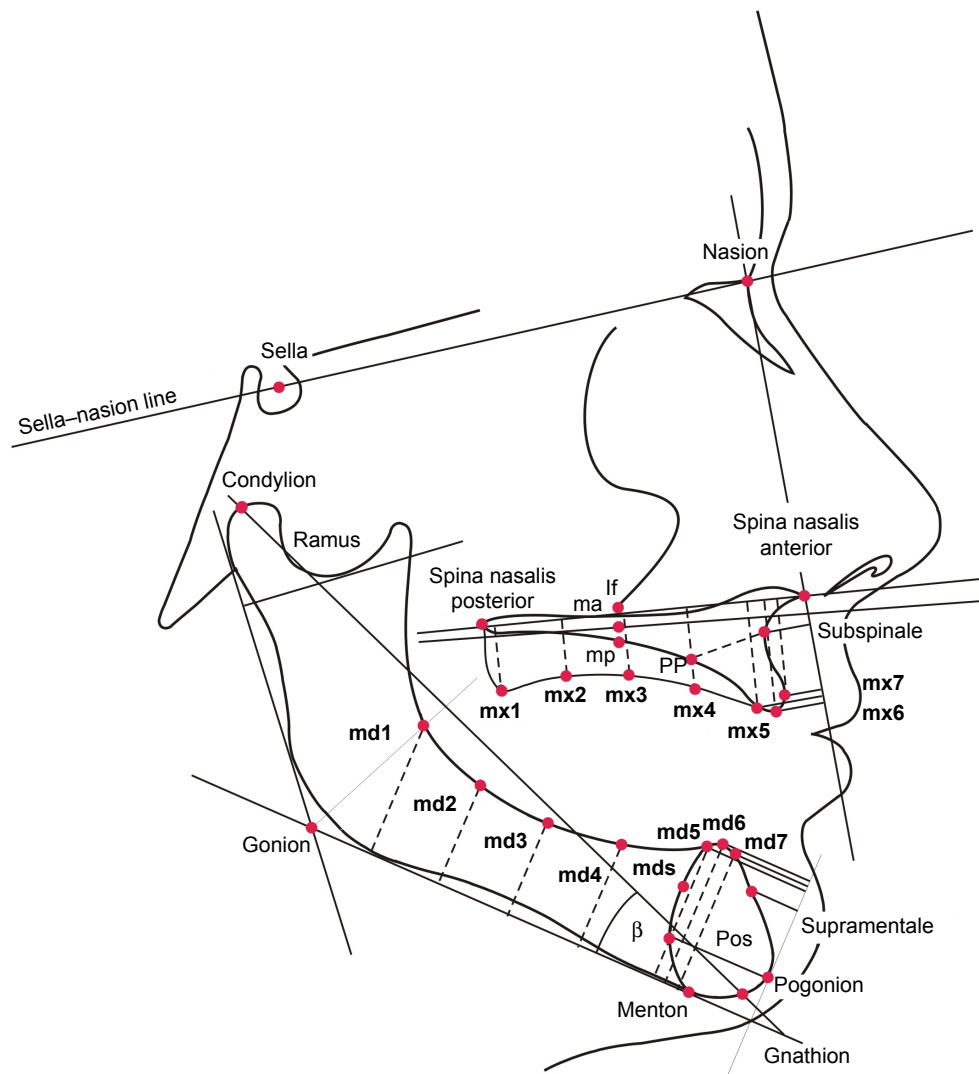 Nasion
Sella
Sella–nasion line
Condylion
Ramus
Spina nasalis
anterior
Spina nasalis
posterior
lf
ma
mp
PP
Subspinale
mx1
mx2
mx3
mx4
mx5
mx7
mx6
md1
md2
md3
md4
mds
md5
md6
md7
Gonion
β
Pos
Supramentale
Pogonion
Menton
Gnathion